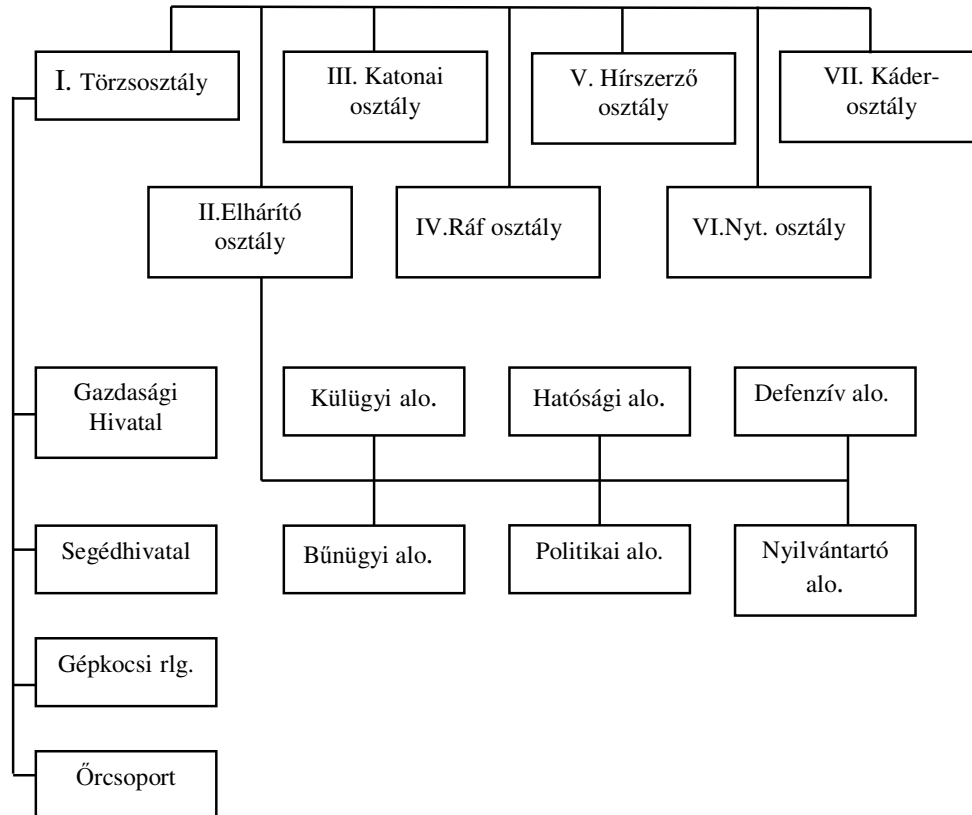 I. Törzsosztály
III. Katonai
osztály
V. Hírszerző
osztály
VII. Káder-
osztály
II.Elhárító
osztály
IV.Ráf osztály
VI.Nyt. osztály
Gazdasági
Hivatal
Külügyi alo.
Hatósági alo.
Defenzív alo.
Segédhivatal
Bűnügyi alo.
Politikai alo.
Nyilvántartó
alo.
Gépkocsi rlg.
Őrcsoport